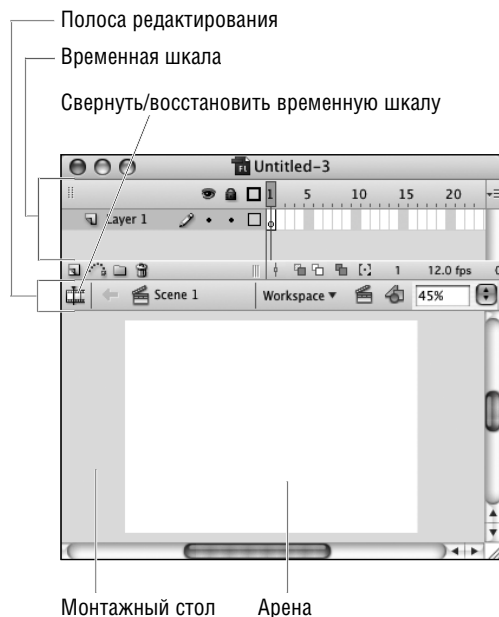 Полоса редактирования
Временная шкала
Свернуть/восстановить временную шкалу
Untitled-3
1 5 10 15 20
Layer 1
1 12.0 fps
Scene 1 Workspace 45%
Монтажный стол Арена